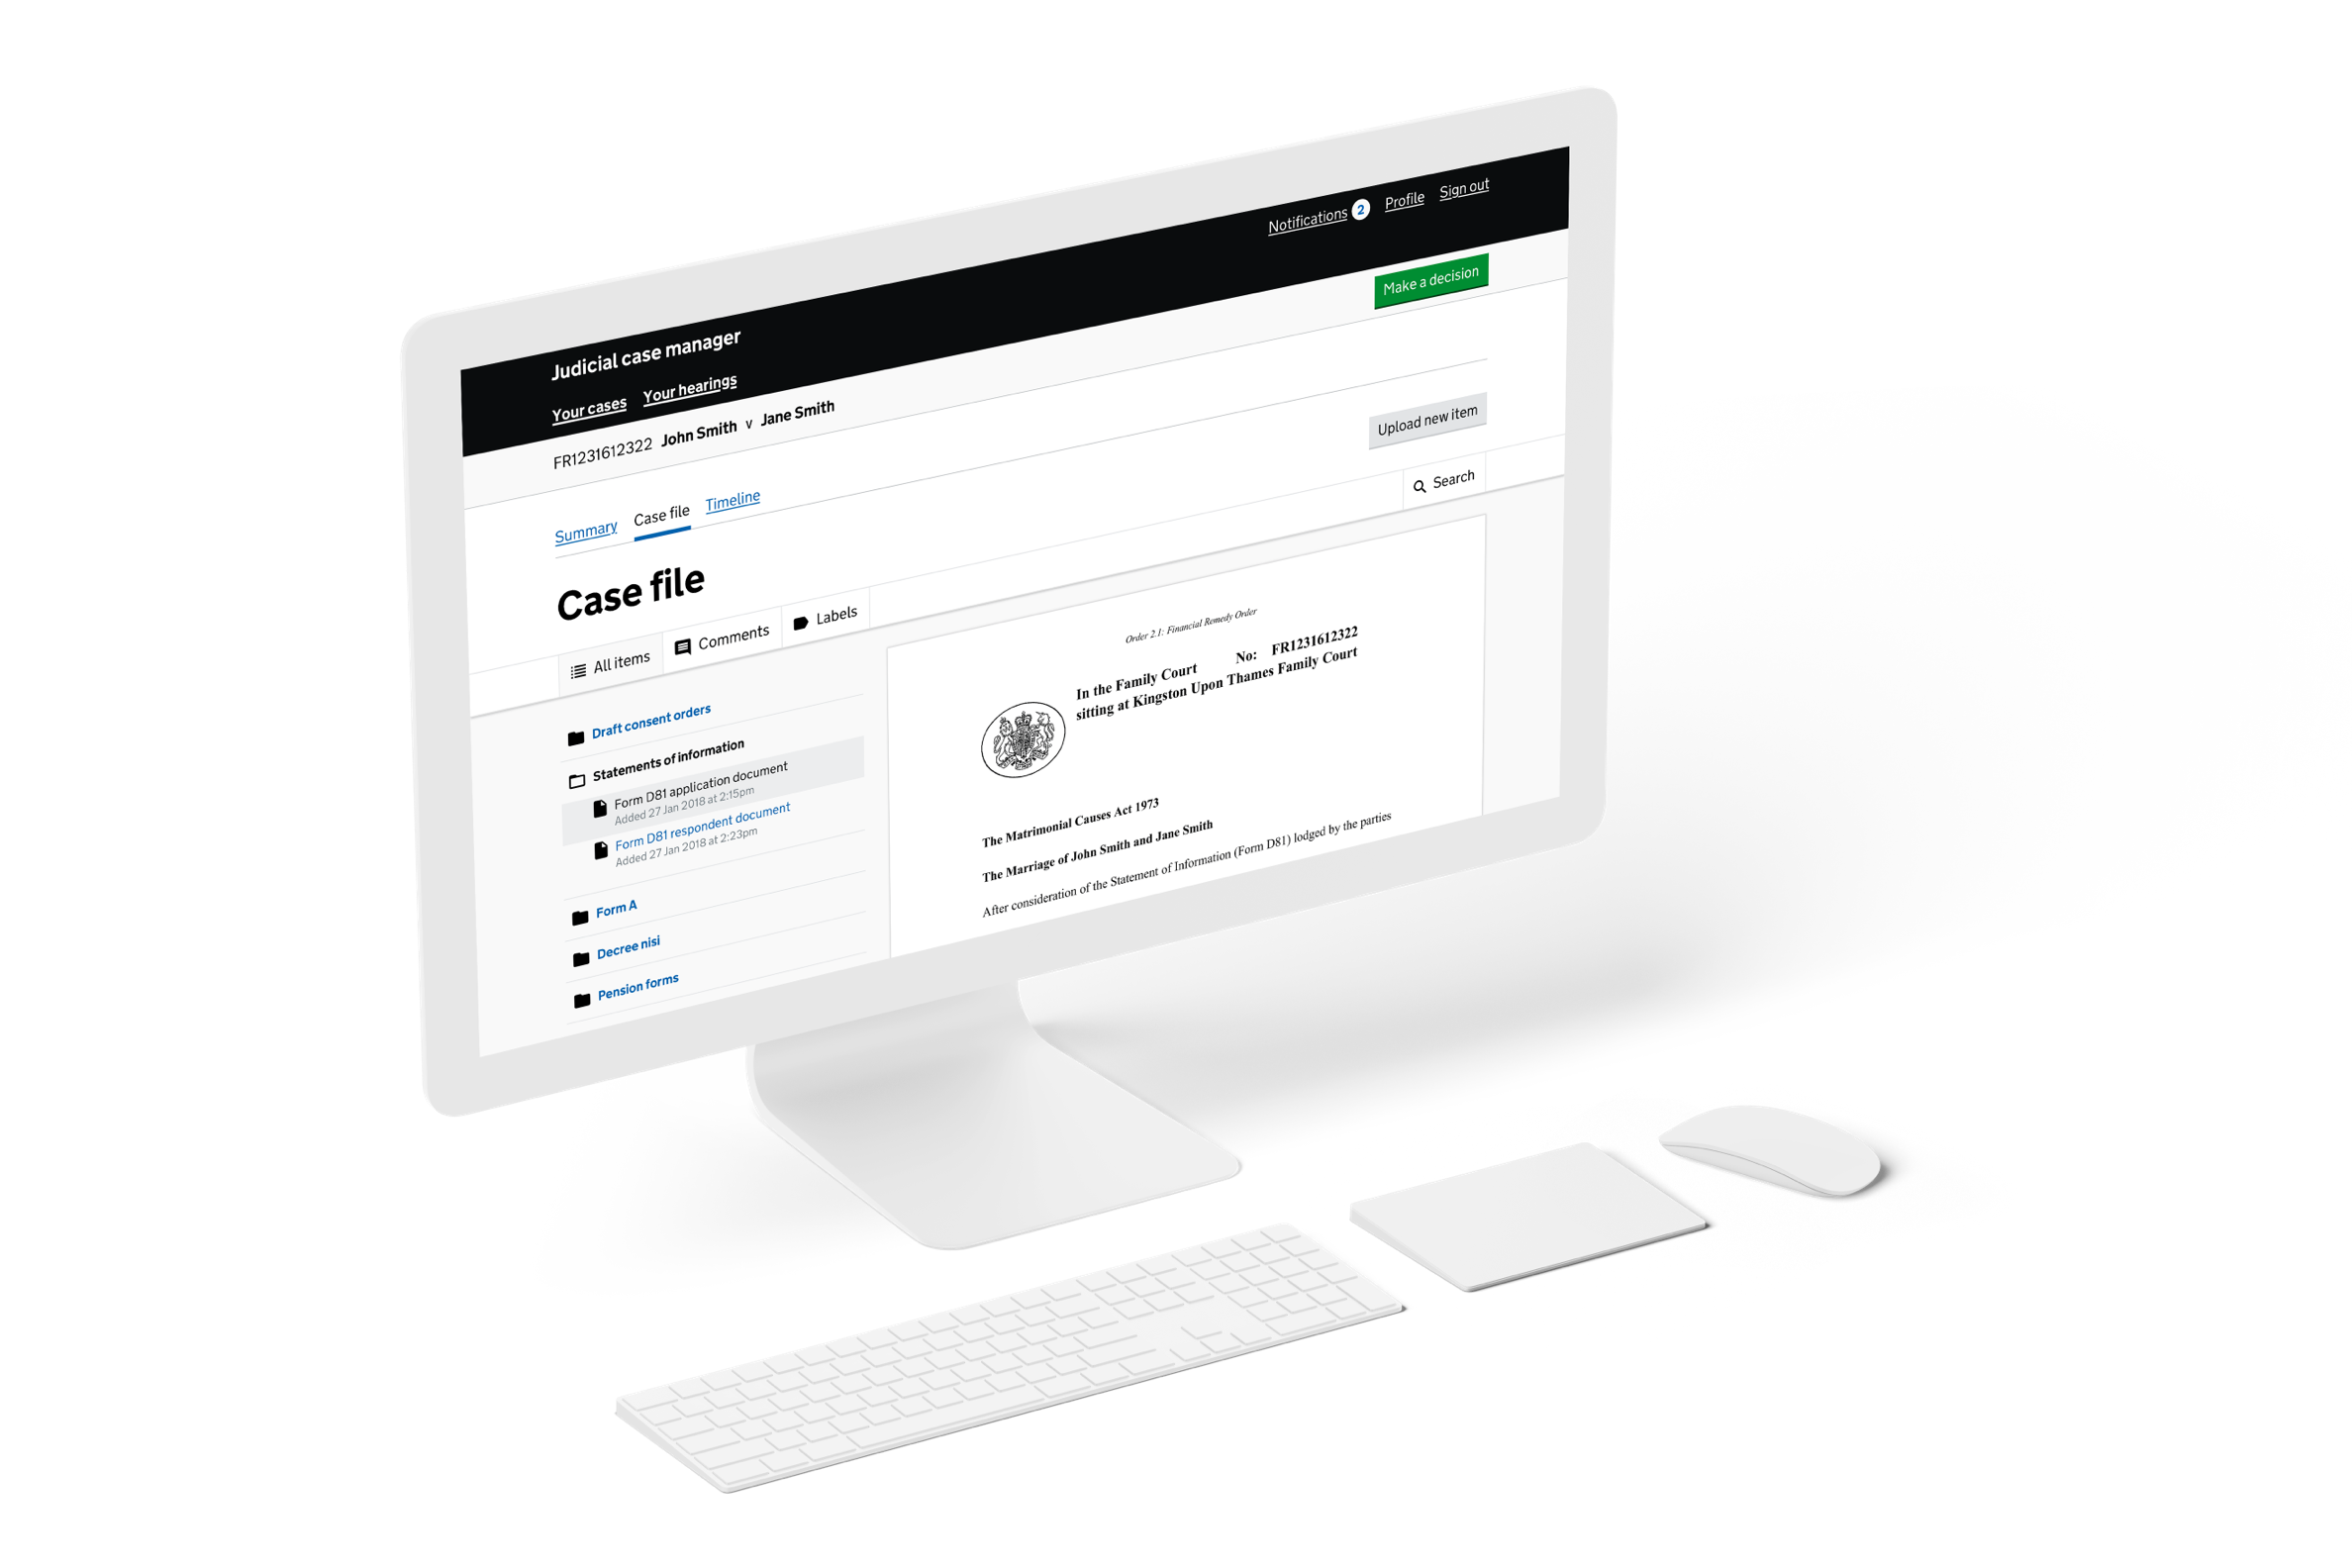 Notifications 2 Profile Sign out
Judicial case manager
Your cases Your hearings
FR1231612322 John Smith v Jane Smith
Make a decision
Summary Case file Timeline
Case file
Upload new item
All items Comments Labels
Search
Draft consent orders
Statements of information
Form D81 application document
Added 27 Jan 2018 at 2:15pm
Form D81 respondent document
Added 27 Jan 2018 at 2:23pm
Form A
Decree nisi
Pension forms
Order 2.1: Financial Remedy Order
In the Family Court No: FR1231612322
sitting at Kingston Upon Thames Family Court
The Matrimonial Causes Act 1973
The Marriage of John Smith and Jane Smith
After consideration of the Statement of Information (Form D81) lodged by the parties